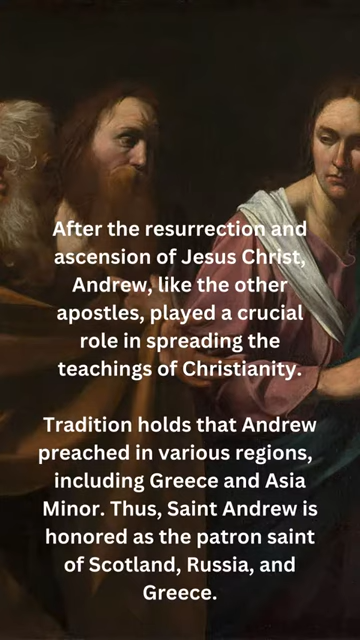 After the resurrection and
ascension of Jesus Christ,
Andrew, like the other
apostles, played a crucial
role in spreading the
teachings of Christianity.
Tradition holds that Andrew
preached in various regions,
including Greece and Asia
Minor. Thus, Saint Andrew is
honored as the patron saint
of Scotland, Russia, and
Greece.